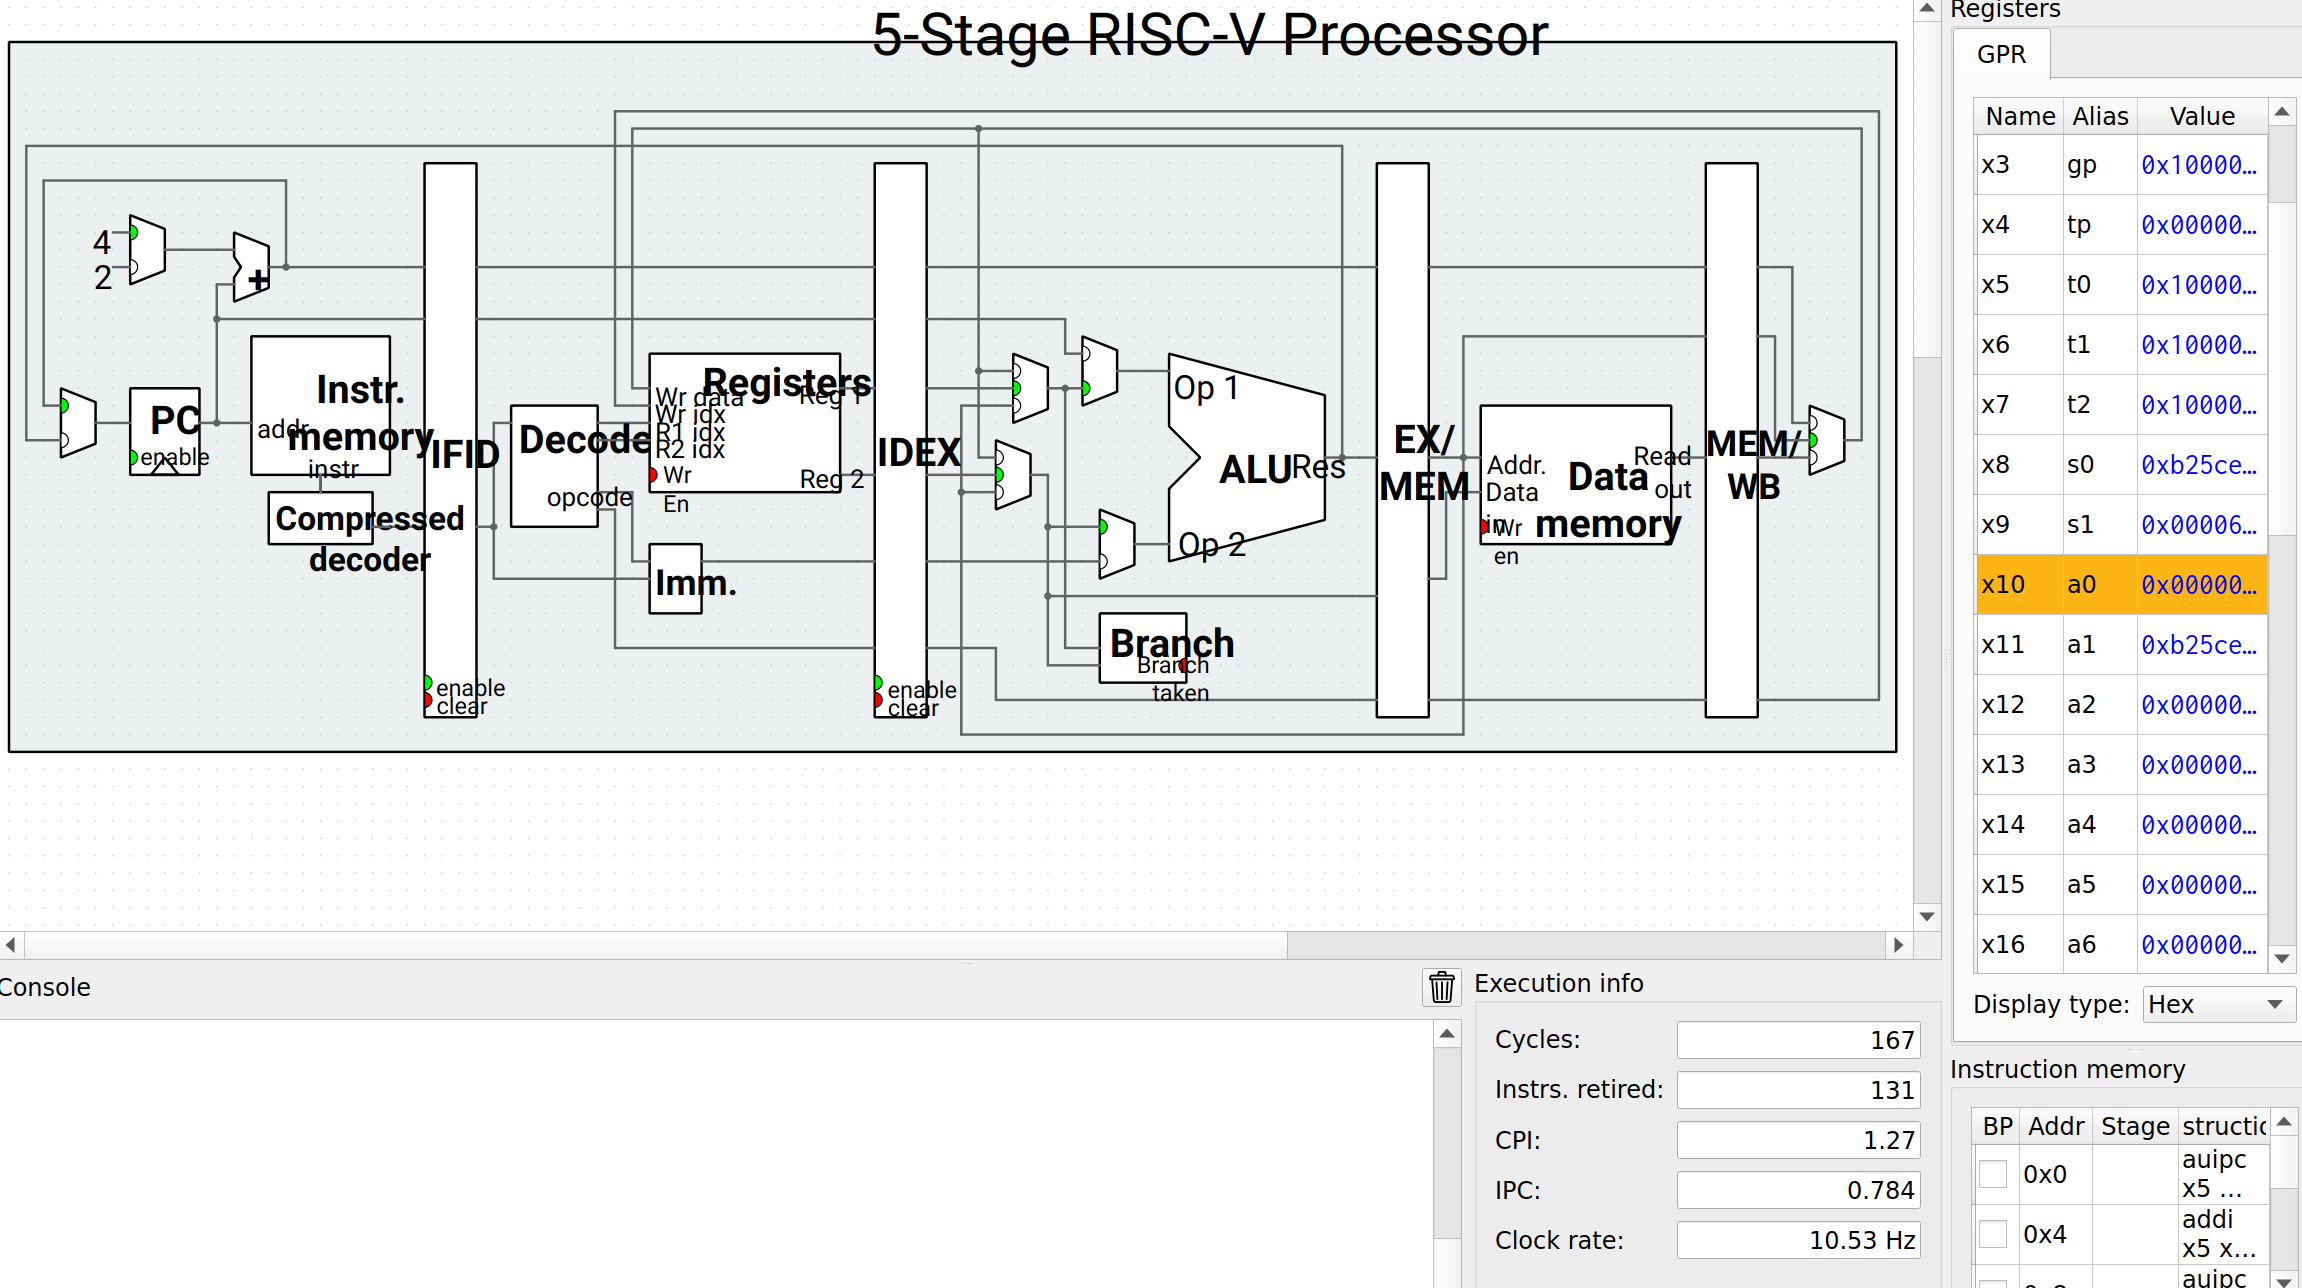 5-Stage RISC-V Processor
4
2
+
PC
enable
Instr.
memory
addr
instr
Compressed
decoder
IFID
enable
clear
Decode
opcode
Registers
Wr data
Wr idx
R1 idx
R2 idx
Wr
En
Reg 1
Reg 2
Imm.
IDEX
enable
clear
Op 1
ALU
Res
Op 2
Branch
Branch
taken
EX/
MEM
Addr.
Data
in
Wr
en
Data
memory
Read
out
MEM/
WB
Console
Execution info
Cycles: 167
Instrs. retired: 131
CPI: 1.27
IPC: 0.784
Clock rate: 10.53 Hz
Registers
GPR
Name Alias Value
x3 gp 0x10000…
x4 tp 0x00000…
x5 t0 0x10000…
x6 t1 0x10000…
x7 t2 0x10000…
x8 s0 0xb25ce…
x9 s1 0x00006…
x10 a0 0x00000…
x11 a1 0xb25ce…
x12 a2 0x00000…
x13 a3 0x00000…
x14 a4 0x00000…
x15 a5 0x00000…
x16 a6 0x00000…
Display type: Hex
Instruction memory
BP Addr Stage structic
0x0 auipc
x5 …
0x4 addi
x5 x…
auipc